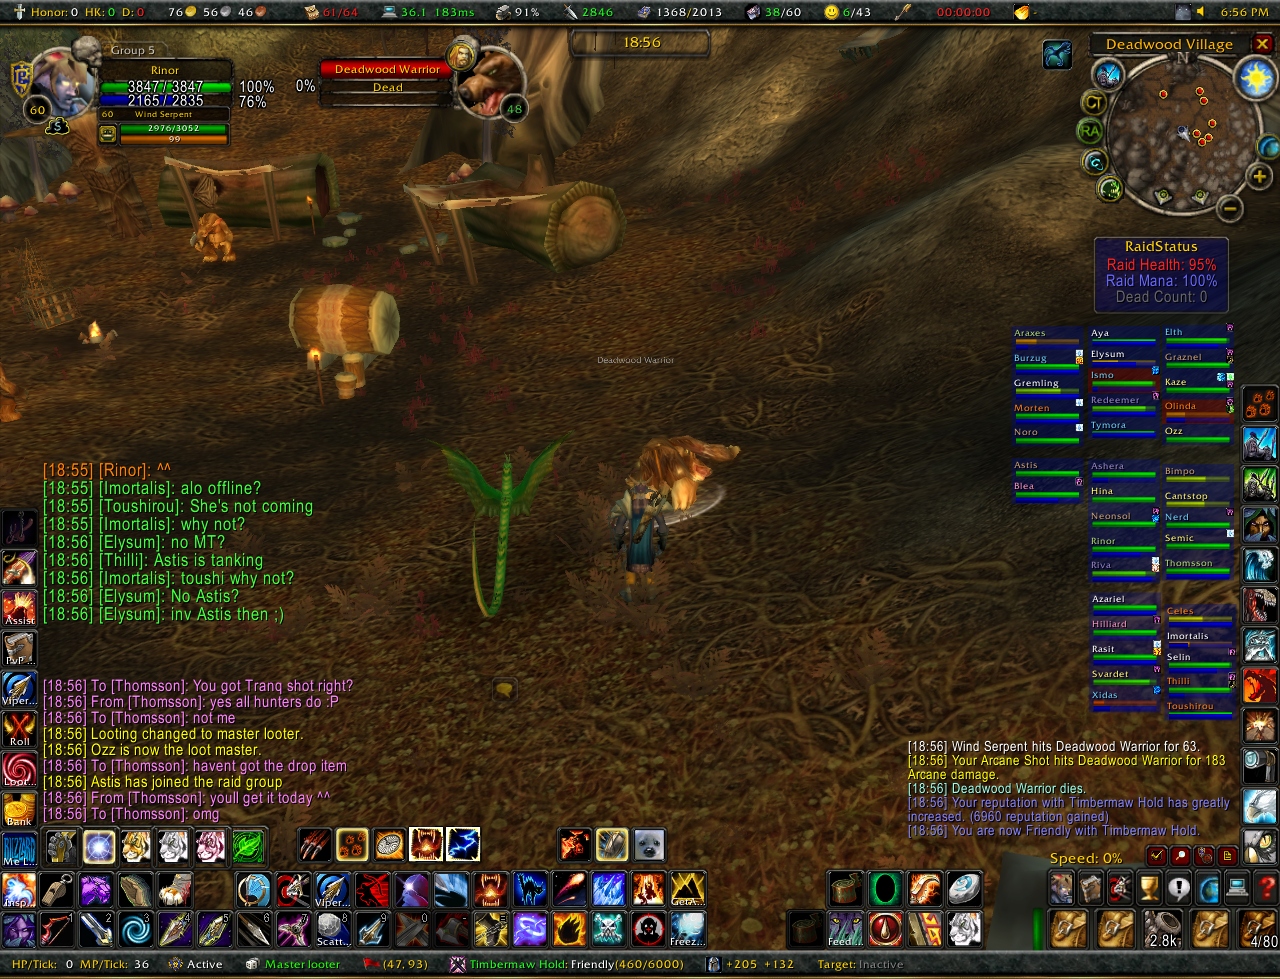 Honor: 0 HK: 0 D: 0 76 56 46 61/64 36.1 183ms 91% 2846 1368/2013 38/60 6/43 00:00:00 - 6:56 PM
18:56
Group 5
Rinor
3847 / 3847 100%
2165 / 2835 76%
60
60 Wind Serpent
2976/3052
99
0%
Deadwood Warrior
Dead
48
Deadwood Village
N
CT
RA
RaidStatus
Raid Health: 95%
Raid Mana: 100%
Dead Count: 0
Araxes Aya Elth
Burzug Elysum Graznel
Gremling Ismo Kaze
Morten Redeemer Olinda
Noro Tymora Ozz
Astis Ashera Bimpo
Blea Hina Cantstop
Neonsol Nerd
Rinor Semic
Riva Thomsson
Azariel Celes
Hilliard Imortalis
Rasit Selin
Svardet Thilli
Xidas Toushirou
Deadwood Warrior
[18:55] [Rinor]: ^^
[18:55] [Imortalis]: alo offline?
[18:55] [Toushirou]: She's not coming
[18:55] [Imortalis]: why not?
[18:56] [Elysum]: no MT?
[18:56] [Thilli]: Astis is tanking
[18:56] [Imortalis]: toushi why not?
[18:56] [Elysum]: No Astis?
[18:56] [Elysum]: inv Astis then ;)
[18:56] To [Thomsson]: You got Tranq shot right?
[18:56] From [Thomsson]: yes all hunters do :P
[18:56] To [Thomsson]: not me
[18:56] Looting changed to master looter.
[18:56] Ozz is now the loot master.
[18:56] To [Thomsson]: havent got the drop item
[18:56] Astis has joined the raid group
[18:56] From [Thomsson]: youll get it today ^^
[18:56] To [Thomsson]: omg
[18:56] Wind Serpent hits Deadwood Warrior for 63.
[18:56] Your Arcane Shot hits Deadwood Warrior for 183
Arcane damage.
[18:56] Deadwood Warrior dies.
[18:56] Your reputation with Timbermaw Hold has greatly
increased. (6960 reputation gained)
[18:56] You are now Friendly with Timbermaw Hold.
Assist
PvP...
Viper...
Roll
Loot...
Bank
Me L...
Speed: 0%
Insp... Viper... GetA...
1 2 3 4 5 6 7 8 9 0 =
Scatt... Freez... Feed... 2.8k 4/80
HP/Tick: 0 MP/Tick: 36 Active Master looter (47, 93) Timbermaw Hold: Friendly(460/6000) +205 +132 Target: Inactive